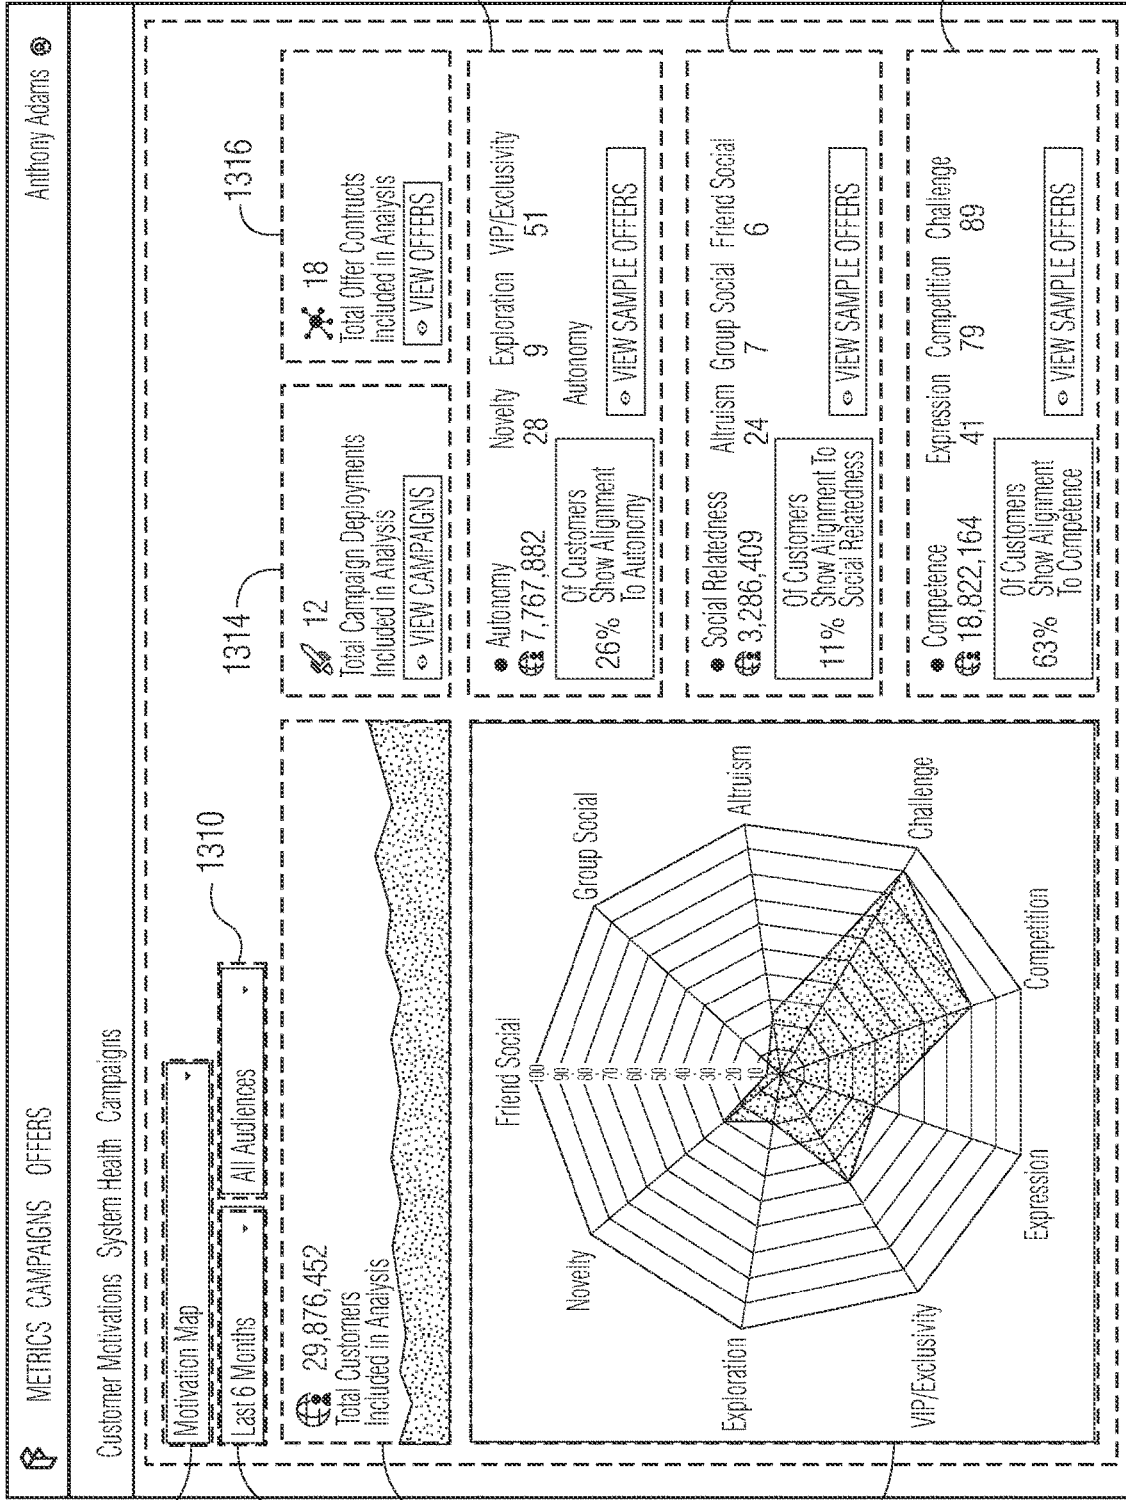 METRICS CAMPAIGNS OFFERS
Anthony Adams
Customer Motivations System Health Campaigns
Motivation Map
Last 6 Months
All Audiences
1310
1314
1316
29,876,452
Total Customers
Included in Analysis
12
Total Campaign Deployments
Included in Analysis
VIEW CAMPAIGNS
18
Total Offer Contructs
Included in Analysis
VIEW OFFERS
Friend Social
Group Social
Altruism
Challenge
Competition
Expression
VIP/Exclusivity
Exploration
Novelty
100
90
80
70
60
50
40
30
20
10
Autonomy
7,767,882
Novelty Exploration VIP/Exclusivity
28 9 51
Autonomy
26%
Of Customers
Show Alignment
To Autonomy
VIEW SAMPLE OFFERS
Social Relatedness
3,286,409
Altruism Group Social Friend Social
24 7 6
11%
Of Customers
Show Alignment To
Social Relatedness
VIEW SAMPLE OFFERS
Competence
18,822,164
Expression Competition Challenge
41 79 89
63%
Of Customers
Show Alignment
To Competence
VIEW SAMPLE OFFERS